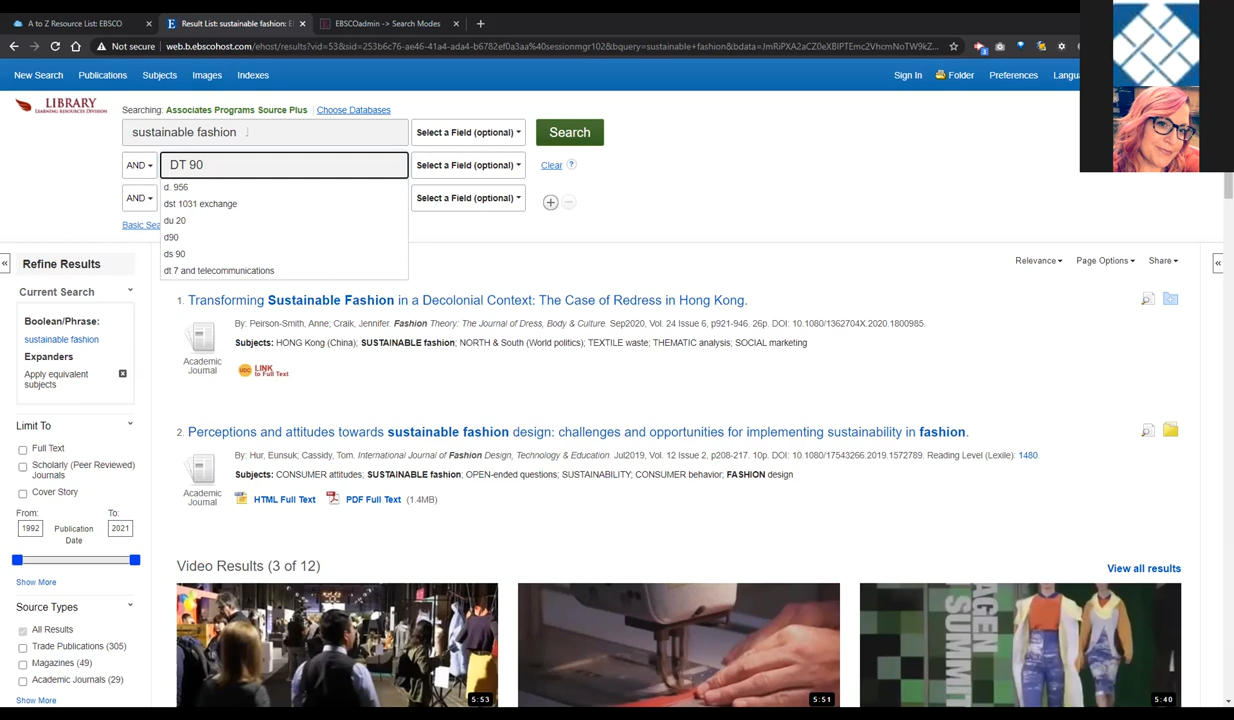 A to Z Resource List: EBSCO
Result List: sustainable fashion: E
EBSCOadmin -> Search Modes
Not secure
web.b.ebscohost.com/ehost/results?vid=53&sid=253b6c76-ae46-41a4-ada4-b6782ef0a3aa%40sessionmgr102&bquery=sustainable+fashion&bdata=JmRiPXA2aCZ0eXBlPTEmc2VhcmNoTW9kZ...
New Search
Publications
Subjects
Images
Indexes
Sign In
Folder
Preferences
Langua
LIBRARY
LEARNING RESOURCES DIVISION
Searching: Associates Programs Source Plus
Choose Databases
sustainable fashion
Select a Field (optional)
Search
AND
DT 90
Select a Field (optional)
Clear
AND
Select a Field (optional)
d. 956
dst 1031 exchange
du 20
d90
ds 90
dt 7 and telecommunications
Basic Sea
Refine Results
Current Search
Boolean/Phrase:
sustainable fashion
Expanders
Apply equivalent
subjects
Limit To
Full Text
Scholarly (Peer Reviewed)
Journals
Cover Story
From:
To:
1992
Publication
Date
2021
Show More
Source Types
All Results
Trade Publications (305)
Magazines (49)
Academic Journals (29)
Show More
Relevance
Page Options
Share
1. Transforming Sustainable Fashion in a Decolonial Context: The Case of Redress in Hong Kong.
By: Peirson-Smith, Anne; Craik, Jennifer. Fashion Theory: The Journal of Dress, Body & Culture. Sep2020, Vol. 24 Issue 6, p921-946. 26p. DOI: 10.1080/1362704X.2020.1800985.
Subjects: HONG Kong (China); SUSTAINABLE fashion; NORTH & South (World politics); TEXTILE waste; THEMATIC analysis; SOCIAL marketing
Academic
Journal
UDC LINK
to Full Text
2. Perceptions and attitudes towards sustainable fashion design: challenges and opportunities for implementing sustainability in fashion.
By: Hur, Eunsuk; Cassidy, Tom. International Journal of Fashion Design, Technology & Education. Jul2019, Vol. 12 Issue 2, p208-217. 10p. DOI: 10.1080/17543266.2019.1572789. Reading Level (Lexile): 1480.
Subjects: CONSUMER attitudes; SUSTAINABLE fashion; OPEN-ended questions; SUSTAINABILITY; CONSUMER behavior; FASHION design
Academic
Journal
HTML Full Text
PDF Full Text
(1.4MB)
Video Results (3 of 12)
View all results
5:53
5:51
AGEN
SUMMIT
5:40